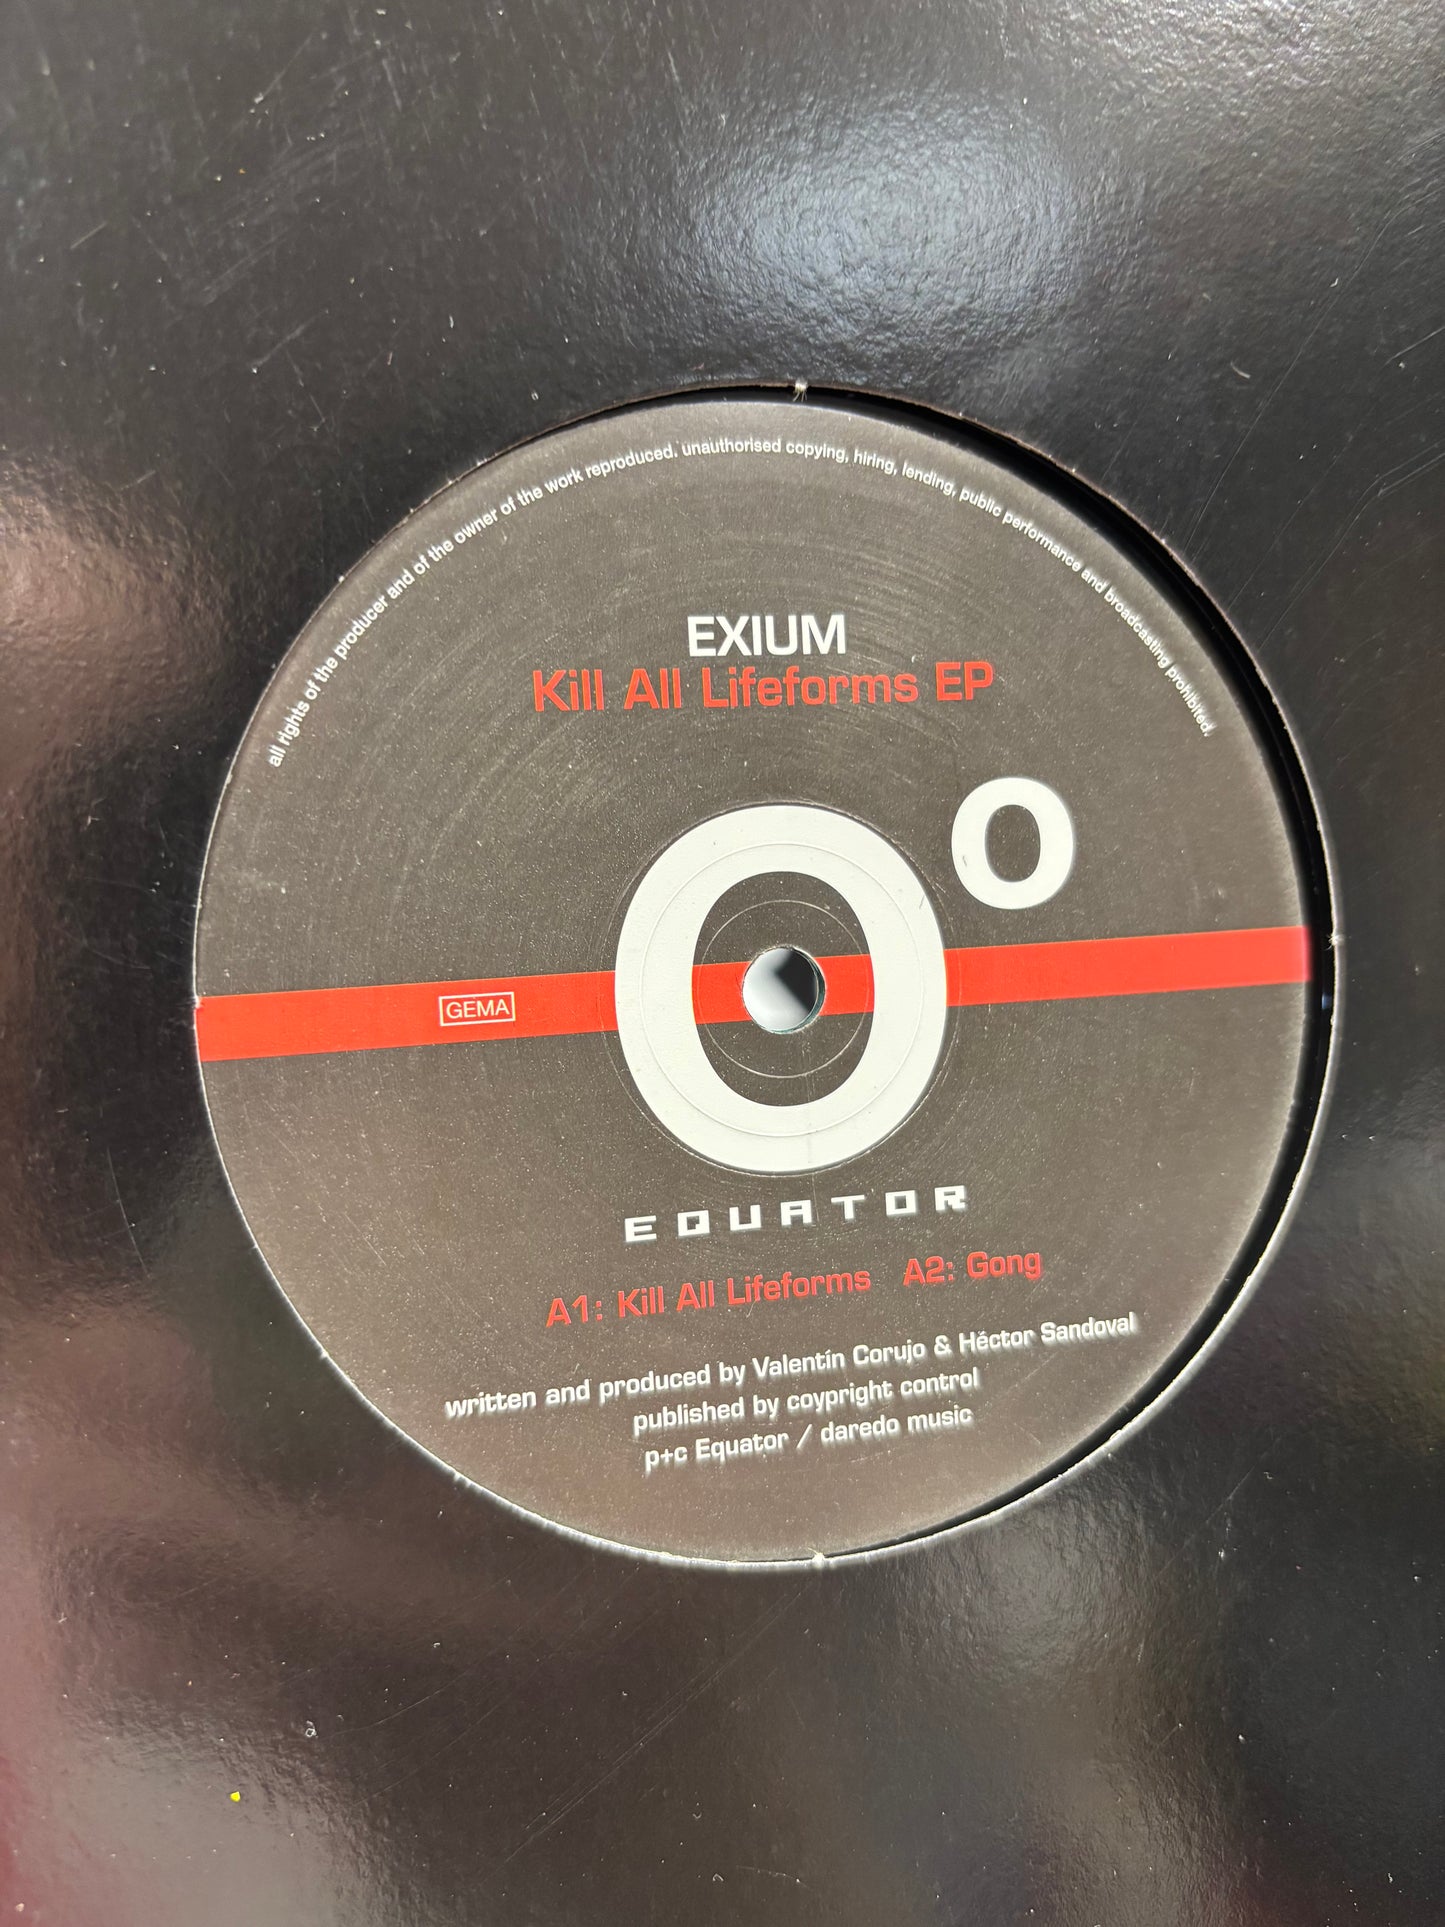 all rights of the producer and of the owner of the work reproduced. unauthorised copying, hiring, lending, public performance and broadcasting prohibited.
EXIUM
Kill All Lifeforms EP
0°
GEMA
EQUATOR
A1: Kill All Lifeforms A2: Gong
written and produced by Valentín Corujo & Héctor Sandoval
published by coypright control
p+c Equator / daredo music